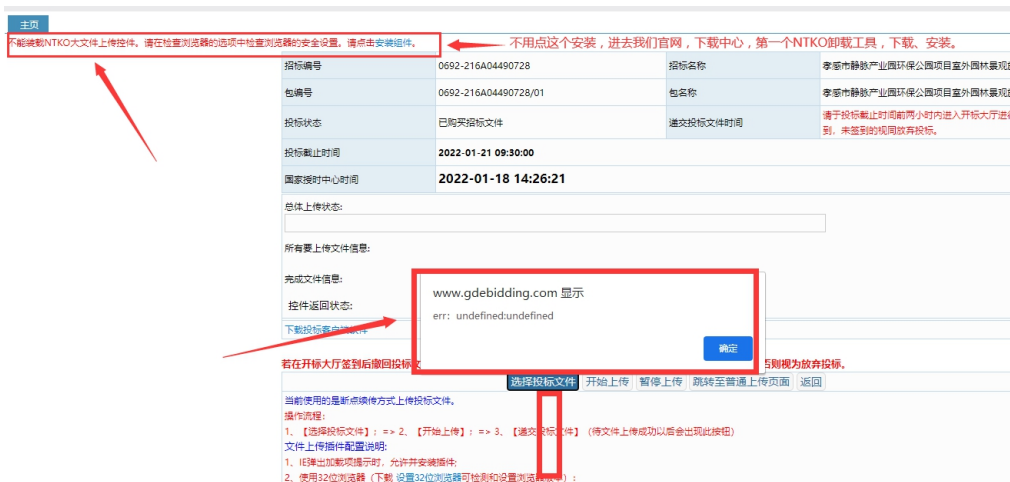 主页
不能装载NTKO大文件上传控件。请在检查浏览器的选项中检查浏览器的安全设置。请点击安装组件。
不用点这个安装，进去我们官网，下载中心，第一个NTKO卸载工具，下载、安装。
招标编号 0692-216A04490728 招标名称 孝感市静脉产业园环保公园项目室外园林景观
包编号 0692-216A04490728/01 包名称 孝感市静脉产业园环保公园项目室外园林景观
投标状态 已购买招标文件 递交投标文件时间 请于投标截止时间前两小时内进入开标大厅进
到，未签到的视同放弃投标。
投标截止时间 2022-01-21 09:30:00
国家授时中心时间 2022-01-18 14:26:21
总体上传状态:
所有要上传文件信息:
完成文件信息:
控件返回状态:
www.gdebidding.com 显示
err: undefined:undefined
确定
下载投标客户端软件
若在开标大厅签到后撤回投标 否则视为放弃投标。
选择投标文件 开始上传 暂停上传 跳转至普通上传页面 返回
当前使用的是断点续传方式上传投标文件。
操作流程:
1、【选择投标文件】: => 2、【开始上传】: => 3、【递交投标文件】 (待文件上传成功以后会出现此按钮)
文件上传插件配置说明:
1、IE弹出加载项提示时，允许并安装插件;
2、使用32位浏览器 (下载 设置32位浏览器可检测和设置浏览器版本) :